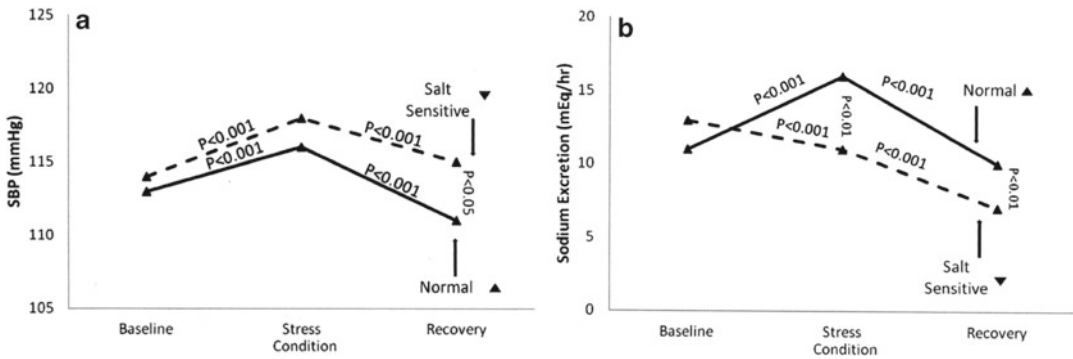 a
125
120
115
110
105
SBP (mmHg)
P<0.001
P<0.001
P<0.001
P<0.001
P<0.05
Salt
Sensitive
Normal
Baseline
Stress
Condition
Recovery
b
20
15
10
5
0
Sodium Excretion (mEq/hr)
P<0.001
P<0.001
P<0.01
P<0.001
P<0.001
P<0.01
Normal
Salt
Sensitive
Baseline
Stress
Condition
Recovery